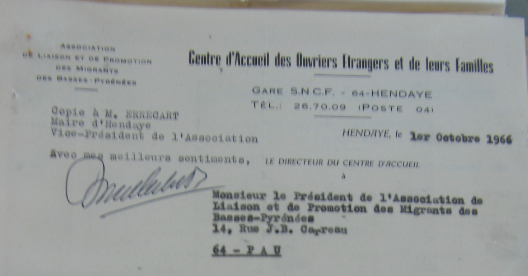 ASSOCIATION
DE LIAISON ET DE PROMOTION
DES MIGRANTS
DES BASSES-PYRÉNÉES
Centre d'Accueil des Ouvriers Etrangers et de leurs Familles
GARE S.N.C.F. - 64-HENDAYE
TÉL.: 26.70.09 (POSTE 04)
Copie à M. ERRECART
Maire d'Hendaye
Vice-Président de l'Association
HENDAYE, le 1er Octobre 1966
Avec mes meilleurs sentiments,
LE DIRECTEUR DU CENTRE D'ACCUEIL
à
Monsieur le Président de l'Association de
Liaison et de Promotion des Migrants des
Basses-Pyrénées
14, Rue J.B. Carreau
64 - PAU